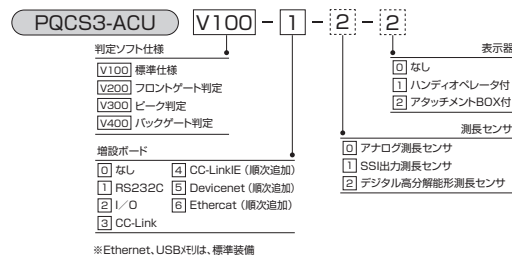 PQCS3-ACU V100 - 1 - 2 - 2
判定ソフト仕様
V100 標準仕様
V200 フロントゲート判定
V300 ピーク判定
V400 バックゲート判定
増設ボード
0 なし
1 RS232C
2 I/O
3 CC-Link
4 CC-LinkIE（順次追加）
5 Devicenet（順次追加）
6 Ethercat（順次追加）
※Ethernet、USBﾒﾓﾘは、標準装備
表示器
0 なし
1 ハンディオペレータ付
2 アタッチメントBOX付
測長センサ
0 アナログ測長センサ
1 SSI出力測長センサ
2 デジタル高分解能形測長センサ